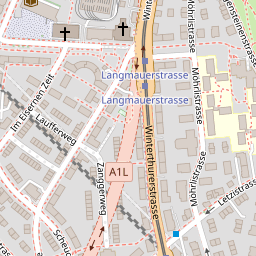 Langmauerstrasse
Langmauerstrasse
Im Eisernen Zeit
Laufferweg
Zanggerweg
A1L
Winterthurerstrasse
Möhrlistrasse
Möhrlistrasse
Letzistrasse